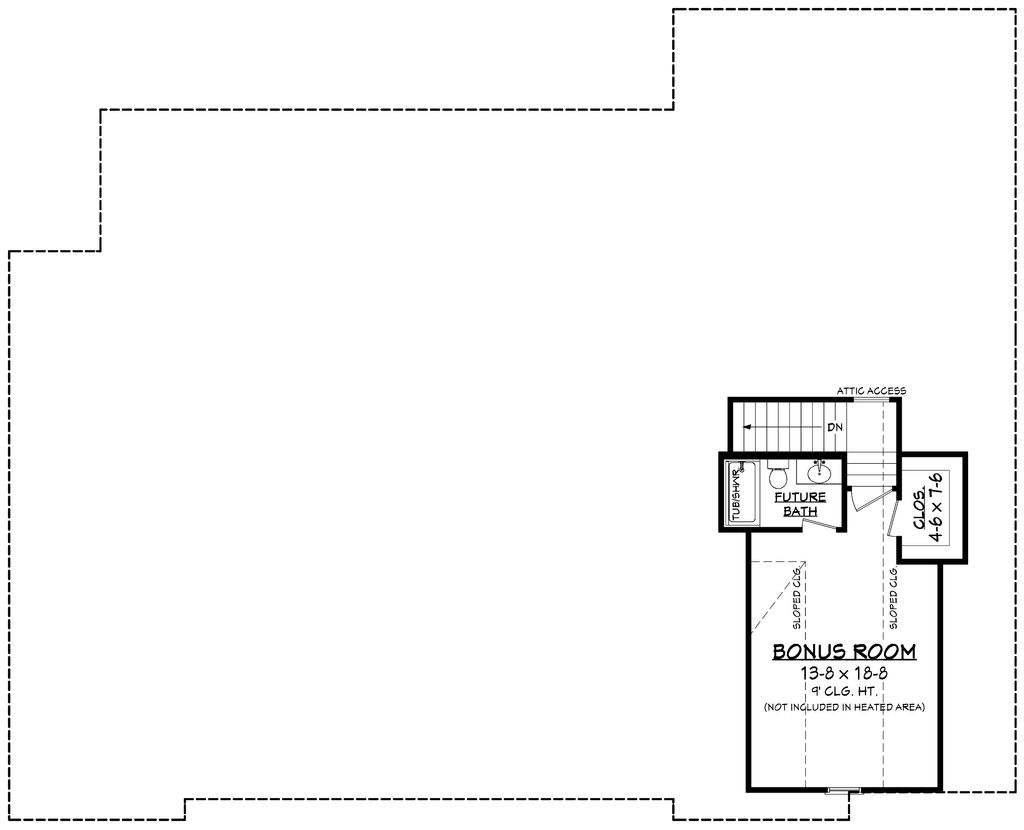 ATTIC ACCESS
DN
TUB/SHWR
FUTURE
BATH
CLOS.
4-6 x 7-6
SLOPED CLG.
SLOPED CLG.
BONUS ROOM
13-8 x 18-8
9' CLG. HT.
(NOT INCLUDED IN HEATED AREA)